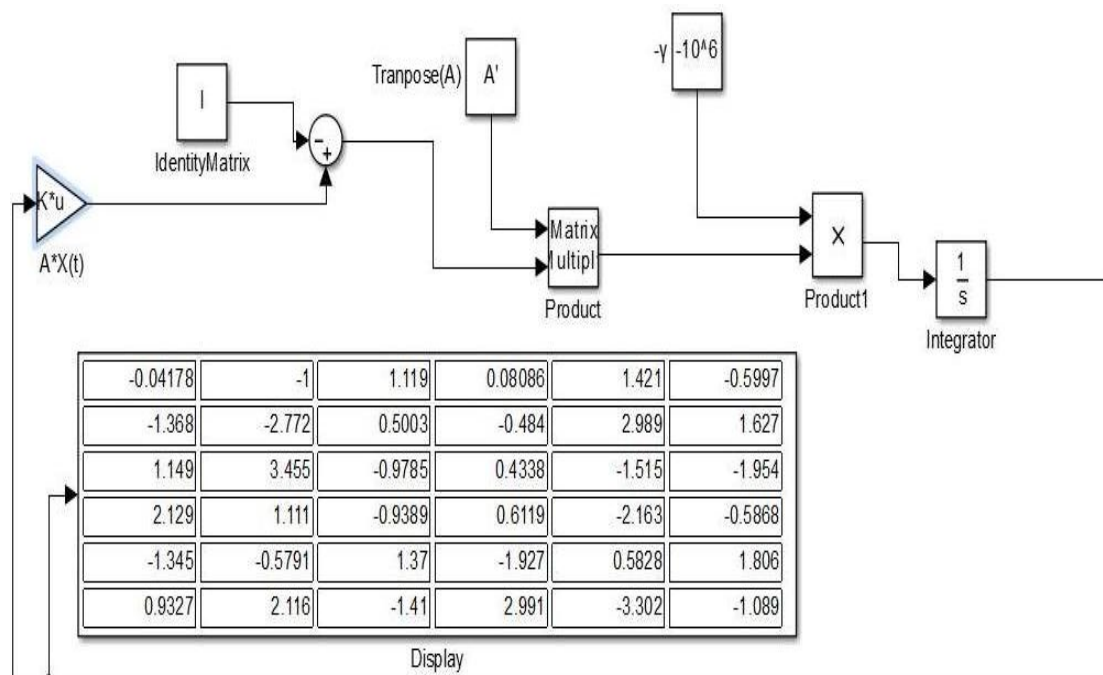 -γ -10^6
Tranpose(A) A'
I
IdentityMatrix
- +
K*u
A*X(t)
Matrix
Multipl
Product
X
Product1
1
s
Integrator
-0.04178 -1 1.119 0.08086 1.421 -0.5997
-1.368 -2.772 0.5003 -0.484 2.989 1.627
1.149 3.455 -0.9785 0.4338 -1.515 -1.954
2.129 1.111 -0.9389 0.6119 -2.163 -0.5868
-1.345 -0.5791 1.37 -1.927 0.5828 1.806
0.9327 2.116 -1.41 2.991 -3.302 -1.089
Display